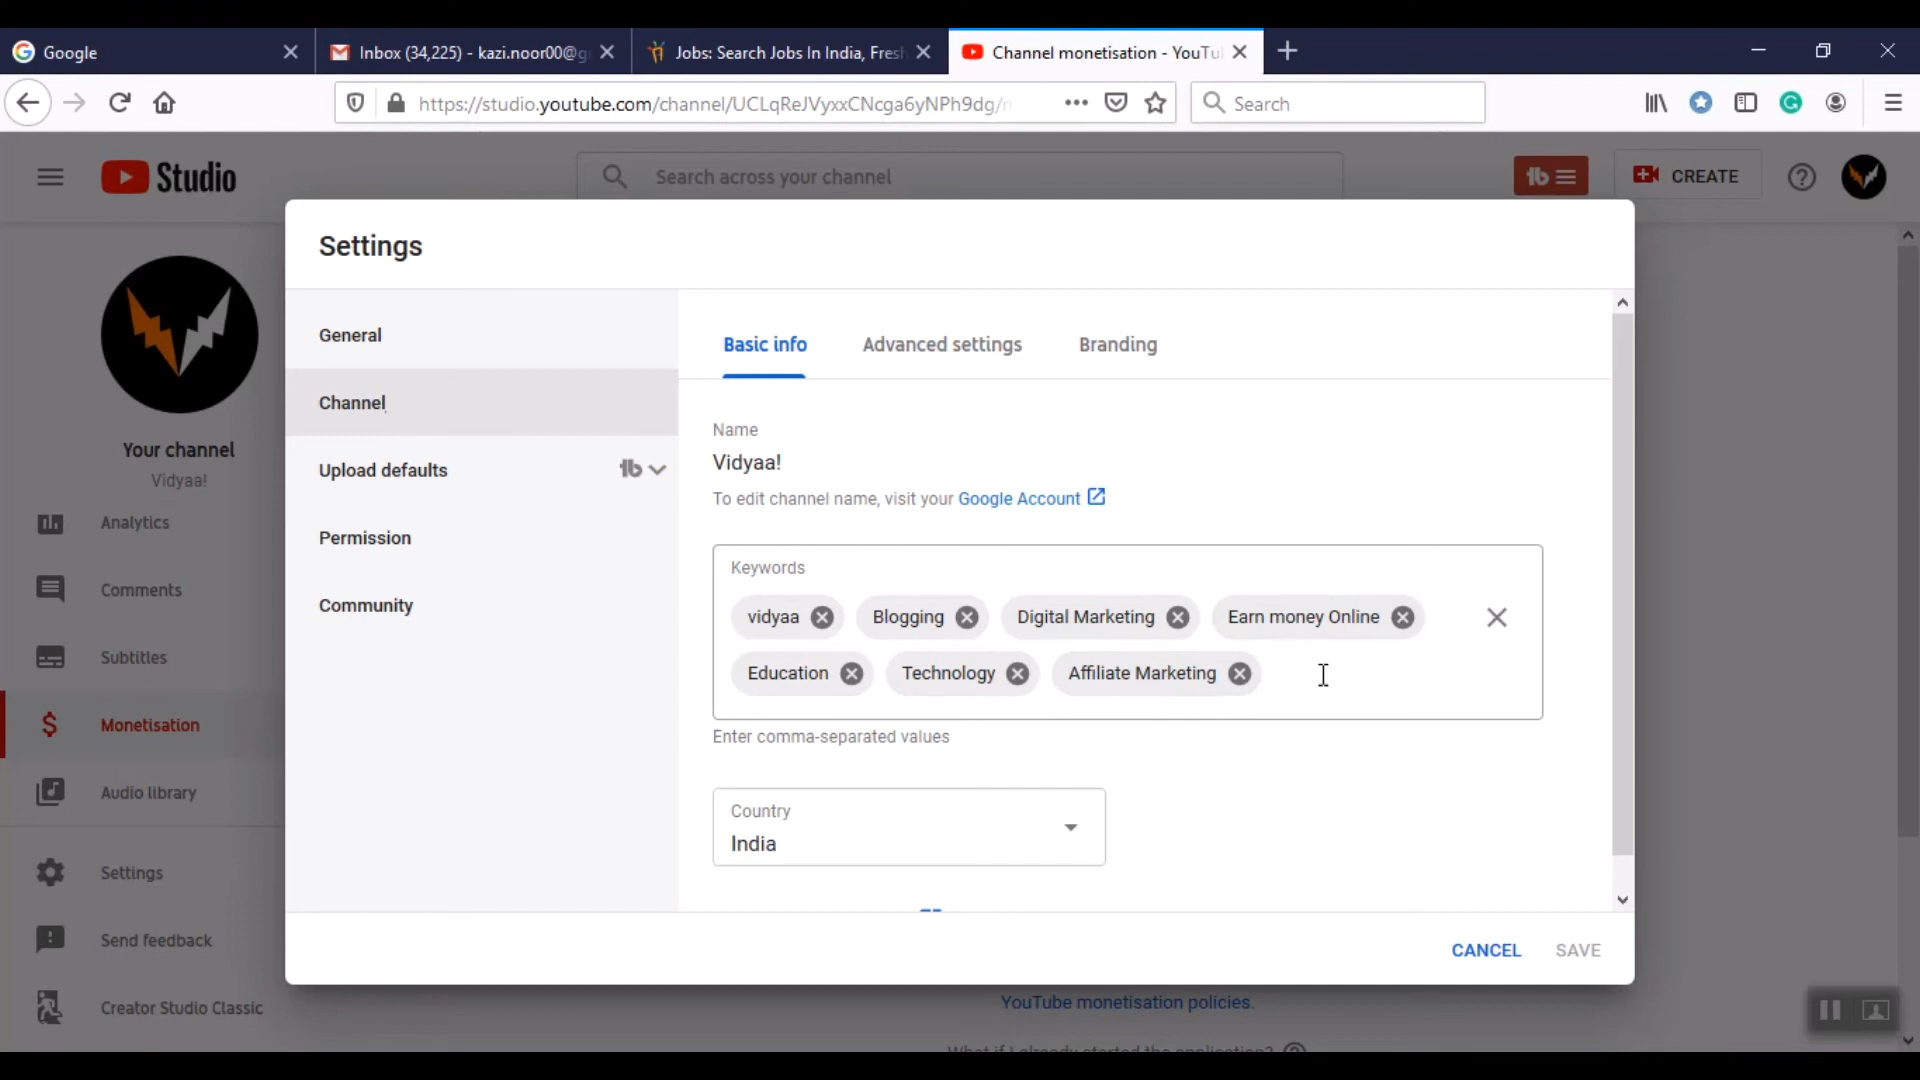 Google
Inbox (34,225) - kazi.noor00@g
Jobs: Search Jobs In India, Fresh
Channel monetisation - YouTu
https://studio.youtube.com/channel/UCLqReJVyxxCNcga6yNPh9dg/
Search
Studio
Search across your channel
tb
CREATE
Settings
General
Channel
Upload defaults
tb
Permission
Community
Basic info
Advanced settings
Branding
Name
Vidyaa!
To edit channel name, visit your Google Account
Keywords
vidyaa
Blogging
Digital Marketing
Earn money Online
Education
Technology
Affiliate Marketing
Enter comma-separated values
Country
India
CANCEL
SAVE
Your channel
Vidyaa!
Analytics
Comments
Subtitles
Monetisation
Audio library
Settings
Send feedback
Creator Studio Classic
YouTube monetisation policies.
What if I already started the application?